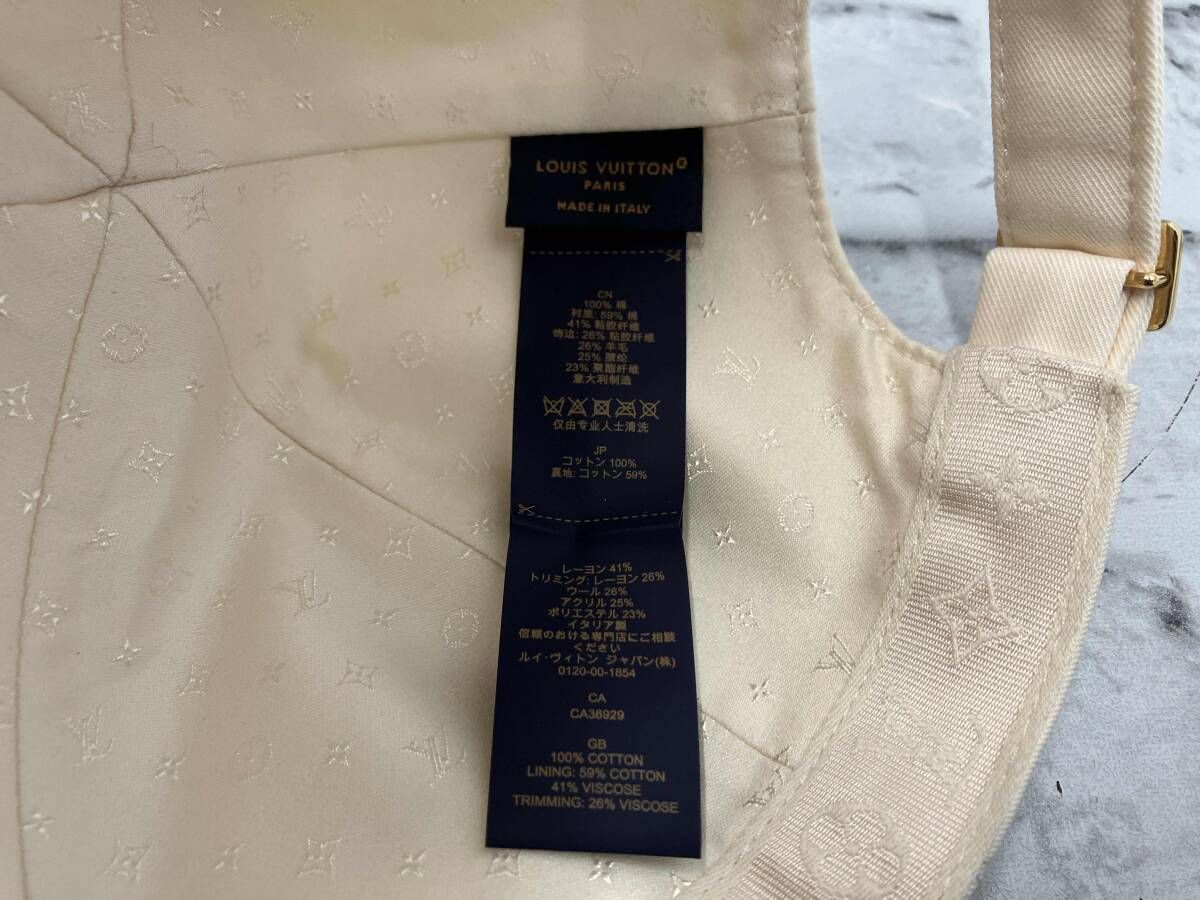 LOUIS VUITTON®
PARIS
MADE IN ITALY
CN
100% 棉
衬里: 59% 棉
41% 粘胶纤维
饰边: 26% 粘胶纤维
26% 羊毛
25% 腈纶
23% 聚酯纤维
意大利制造
仅由专业人士清洗
JP
コットン 100%
裏地: コットン 59%
レーヨン 41%
トリミング: レーヨン 26%
ウール 26%
アクリル 25%
ポリエステル 23%
イタリア製
信頼のおける専門店にご相談
ください
ルイ・ヴィトン ジャパン(株)
0120-00-1854
CA
CA36929
GB
100% COTTON
LINING: 59% COTTON
41% VISCOSE
TRIMMING: 26% VISCOSE